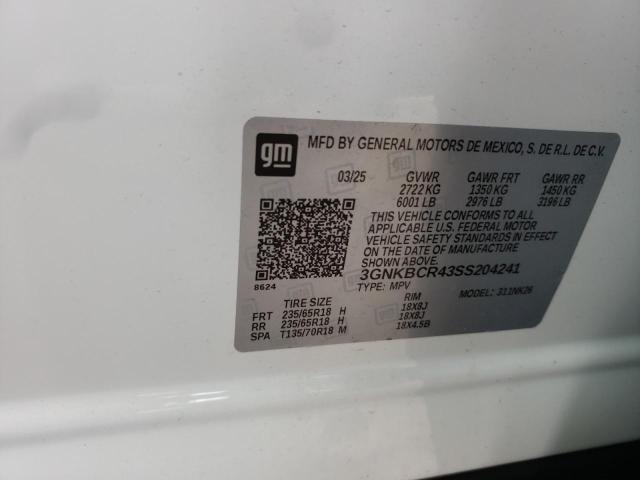 gm
MFD BY GENERAL MOTORS DE MEXICO, S. DE R.L. DE C.V.
03/25 GVWR GAWR FRT GAWR RR
2722 KG 1350 KG 1450 KG
6001 LB 2976 LB 3196 LB
THIS VEHICLE CONFORMS TO ALL
APPLICABLE U.S. FEDERAL MOTOR
VEHICLE SAFETY STANDARDS IN EFFECT
ON THE DATE OF MANUFACTURE
SHOWN ABOVE.
3GNKBCR43SS204241
8624 TYPE: MPV MODEL: 311NK26
TIRE SIZE RIM
FRT 235/65R18 H 18X8J
RR 235/65R18 H 18X8J
SPA T135/70R18 M 18X4.5B